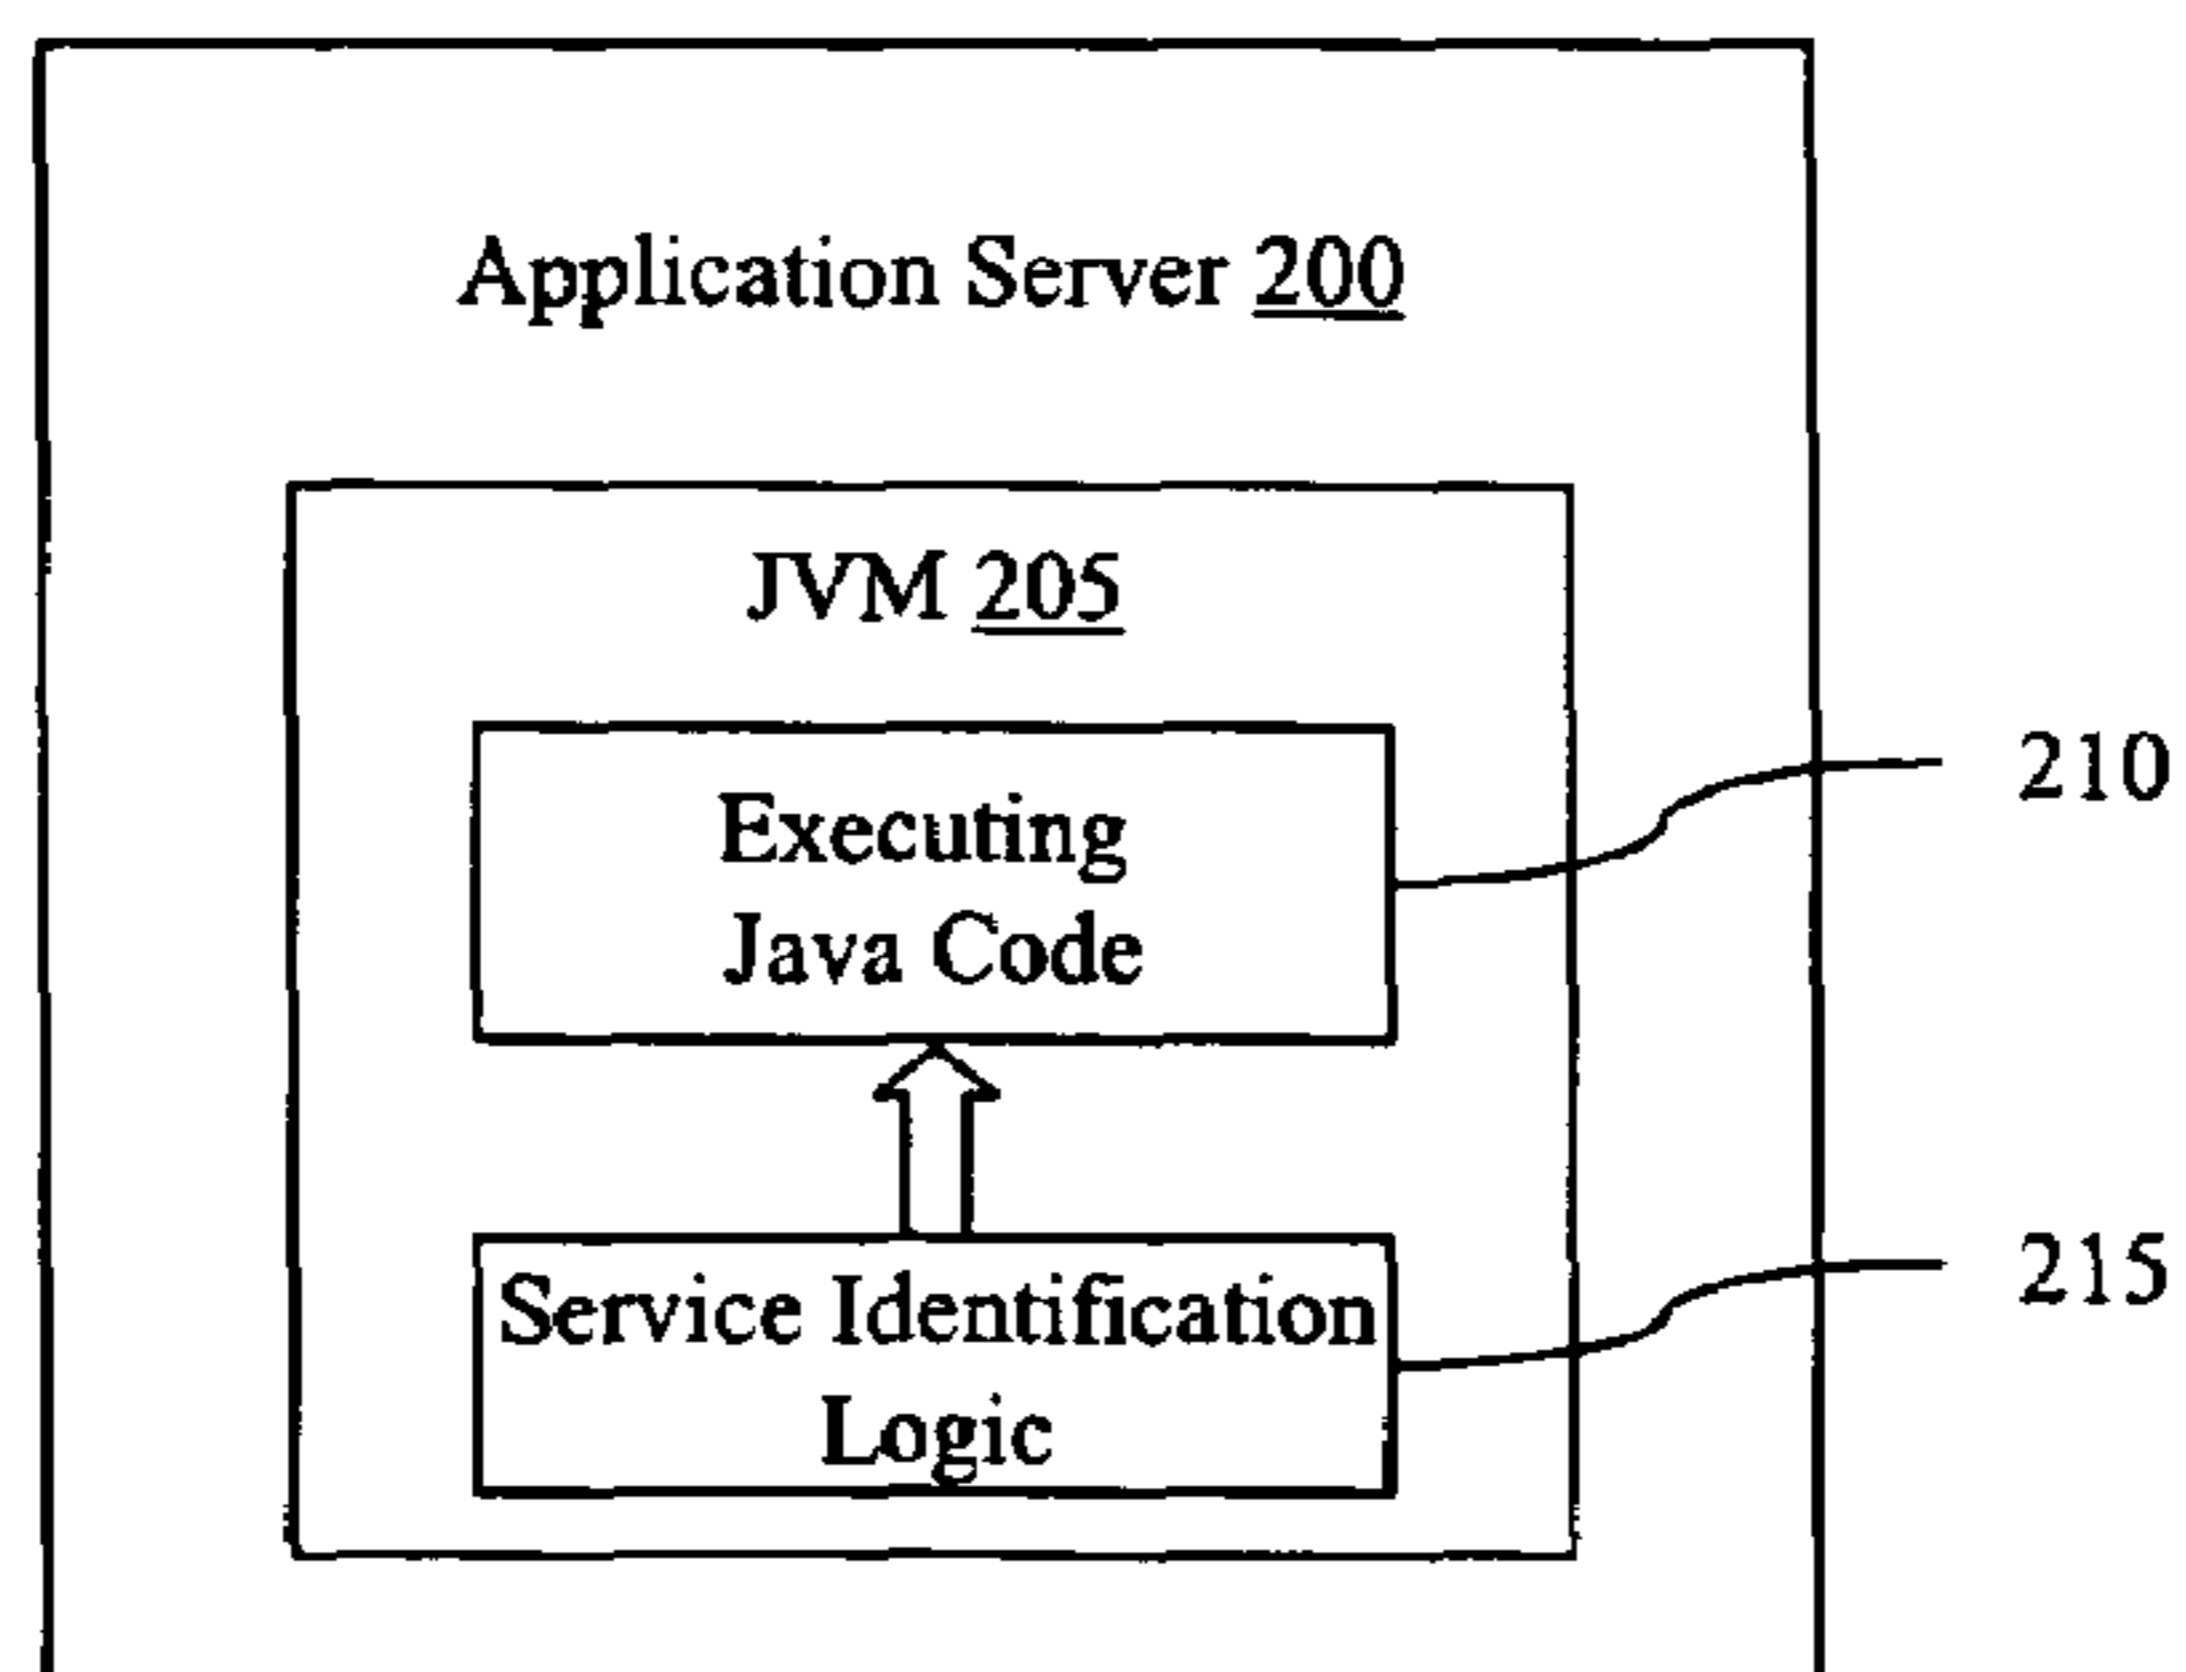 Application Server 200
JVM 205
Executing
Java Code
210
Service Identification
Logic
215